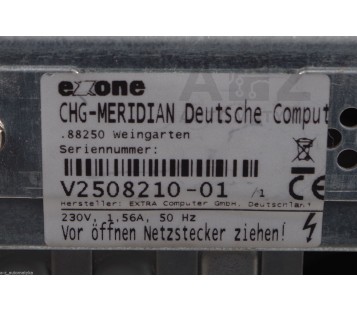 exone
CHG-MERIDIAN Deutsche Comput
.88250 Weingarten
Seriennummer:
V2508210-01 /1
Hersteller: EXTRA Computer GmbH, Deutschland
230V, 1,56A, 50 Hz
Vor öffnen Netzstecker ziehen!